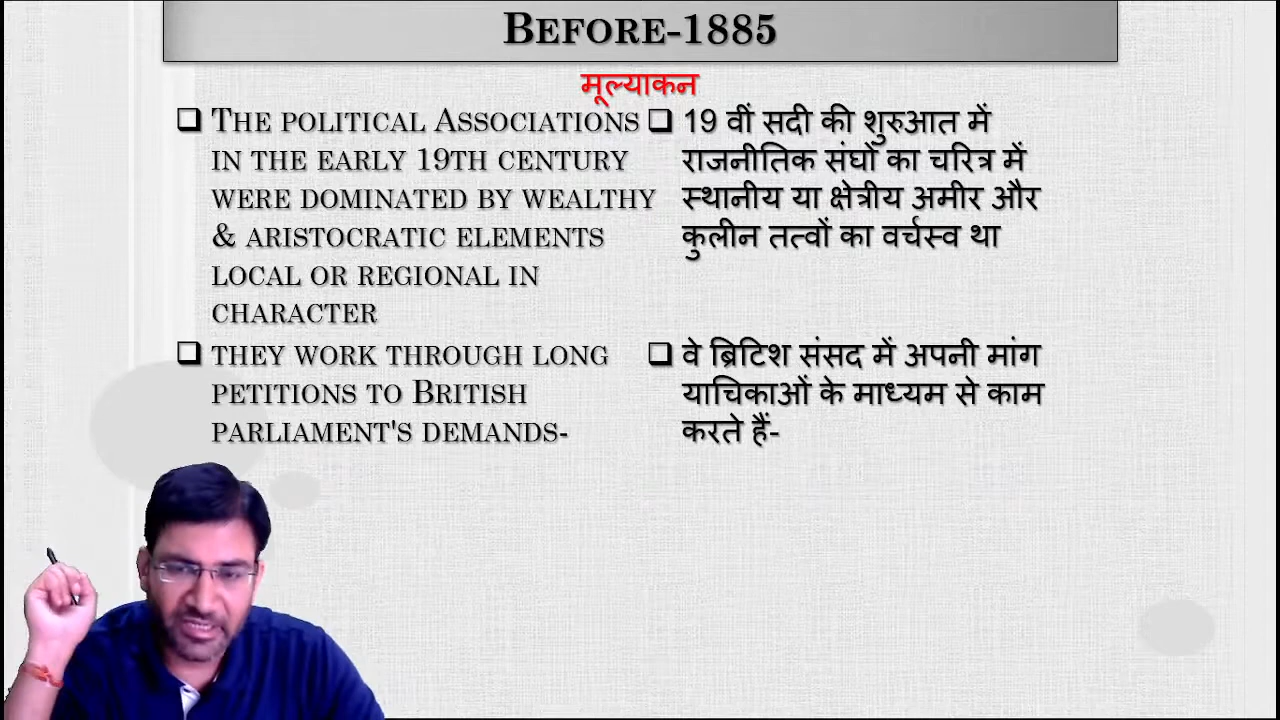 BEFORE-1885
मूल्याकन
❑ THE POLITICAL ASSOCIATIONS
IN THE EARLY 19TH CENTURY
WERE DOMINATED BY WEALTHY
& ARISTOCRATIC ELEMENTS
LOCAL OR REGIONAL IN
CHARACTER
❑ THEY WORK THROUGH LONG
PETITIONS TO BRITISH
PARLIAMENT'S DEMANDS-
❑ 19 वीं सदी की शुरुआत में
राजनीतिक संघों का चरित्र में
स्थानीय या क्षेत्रीय अमीर और
कुलीन तत्वों का वर्चस्व था
❑ वे ब्रिटिश संसद में अपनी मांग
याचिकाओं के माध्यम से काम
करते हैं-